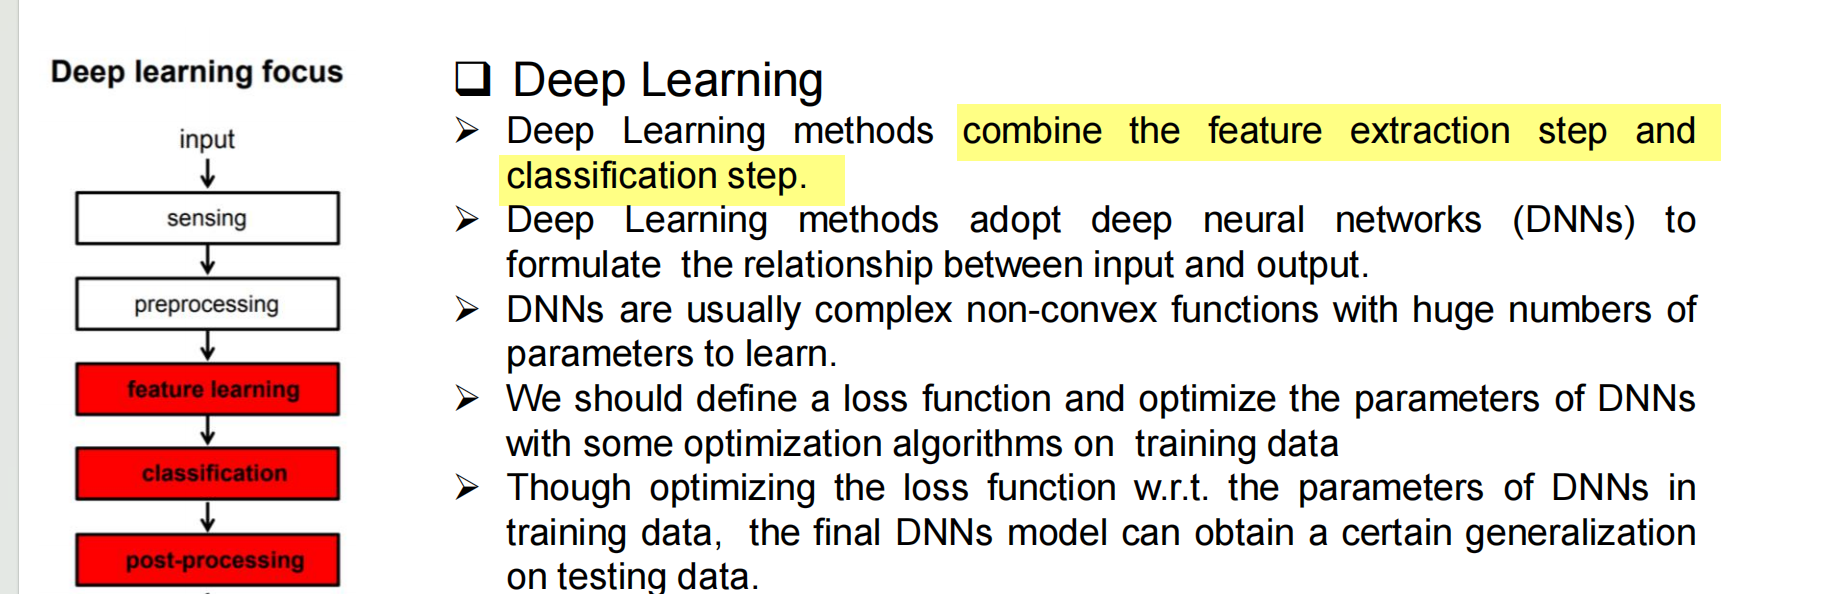 Deep learning focus
input
sensing
preprocessing
feature learning
classification
post-processing
Deep Learning
Deep Learning methods combine the feature extraction step and
classification step.
Deep Learning methods adopt deep neural networks (DNNs) to
formulate the relationship between input and output.
DNNs are usually complex non-convex functions with huge numbers of
parameters to learn.
We should define a loss function and optimize the parameters of DNNs
with some optimization algorithms on training data
Though optimizing the loss function w.r.t. the parameters of DNNs in
training data, the final DNNs model can obtain a certain generalization
on testing data.